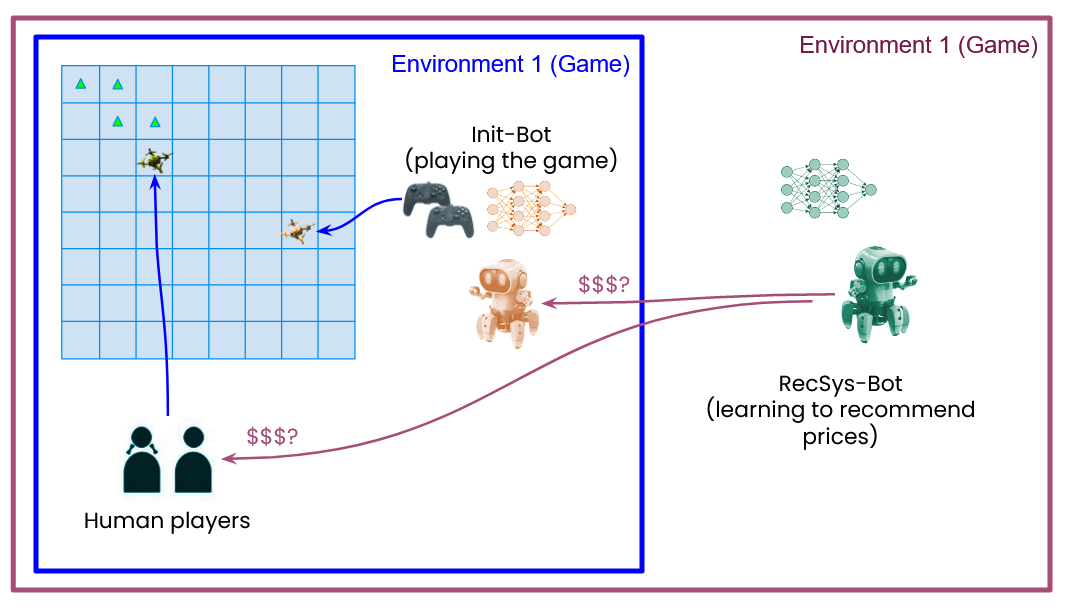 Environment 1 (Game)
Environment 1 (Game)
Init-Bot
(playing the game)
$$$?
RecSys-Bot
(learning to recommend
prices)
$$$?
Human players